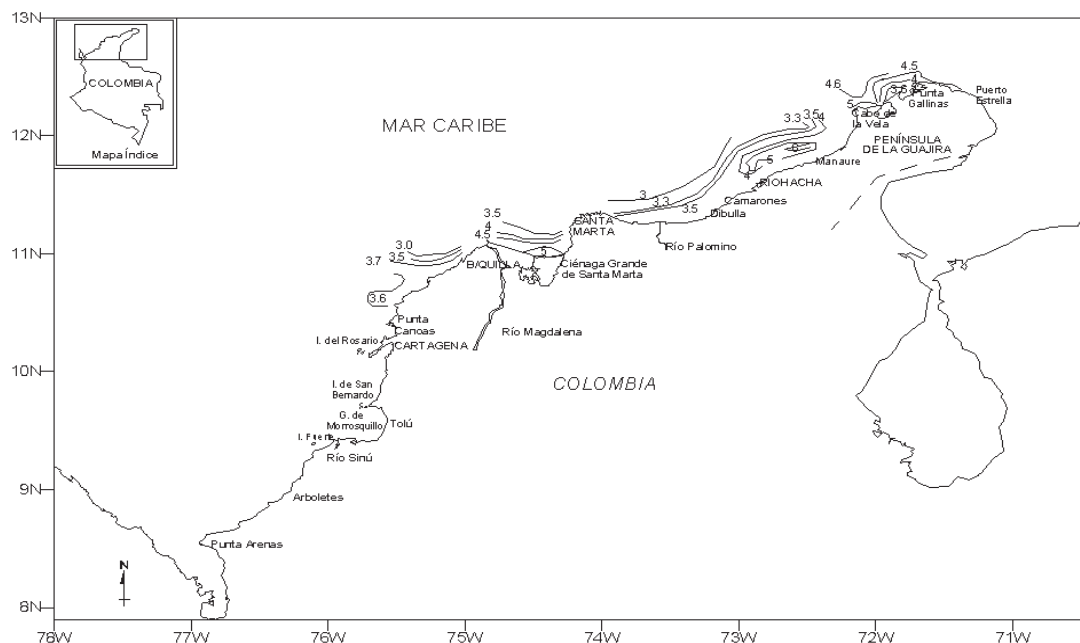 13N
COLOMBIA
Mapa Índice
MAR CARIBE
12N
4.6
4.5
4
3.5
Punta
Gallinas
Puerto
Estrella
5
Cabo de
la Vela
PENÍNSULA
DE LA GUAJIRA
3.3
3.5
4
6
5
4
Manaure
RIOHACHA
Camarones
Dibulla
3
3.3
3.5
Río Palomino
SANTA
MARTA
11N
3.5
4
4.5
5
3.0
3.5
3.7
3.6
B/QUILLA
Ciénaga Grande
de Santa Marta
Punta
Canoas
I. del Rosario
CARTAGENA
Río Magdalena
10N
COLOMBIA
I. de San
Bernardo
G. de
Morrosquillo
Tolú
I. Fuerte
Río Sinú
9N
Arboletes
Punta Arenas
N
8N
78W
77W
76W
75W
74W
73W
72W
71W